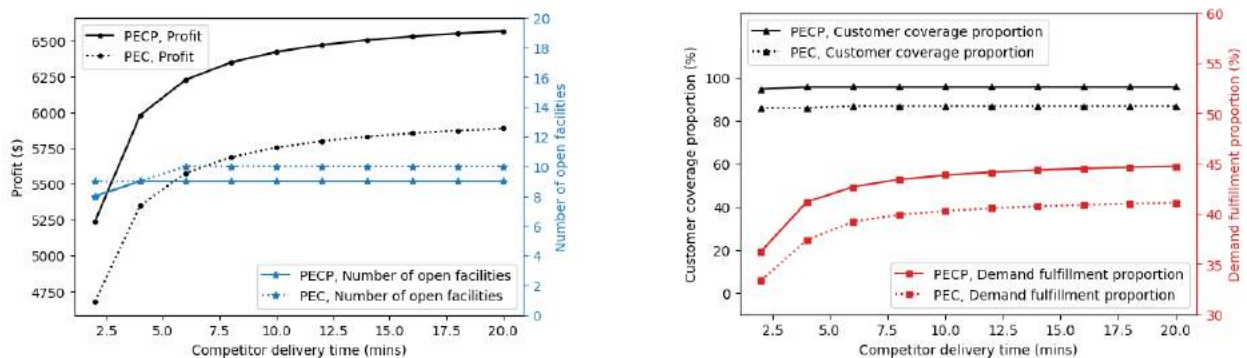 PECP, Profit
PEC, Profit
6500
6250
6000
5750
5500
5250
5000
4750
Profit ($)
20
18
16
14
12
10
8
6
4
2
0
Number of open facilities
PECP, Number of open facilities
PEC, Number of open facilities
2.5 5.0 7.5 10.0 12.5 15.0 17.5 20.0
Competitor delivery time (mins)
PECP, Customer coverage proportion
PEC, Customer coverage proportion
100
80
60
40
20
0
Customer coverage proportion (%)
60
55
50
45
40
35
30
Demand fulfillment proportion (%)
PECP, Demand fulfillment proportion
PEC, Demand fulfillment proportion
2.5 5.0 7.5 10.0 12.5 15.0 17.5 20.0
Competitor delivery time (mins)